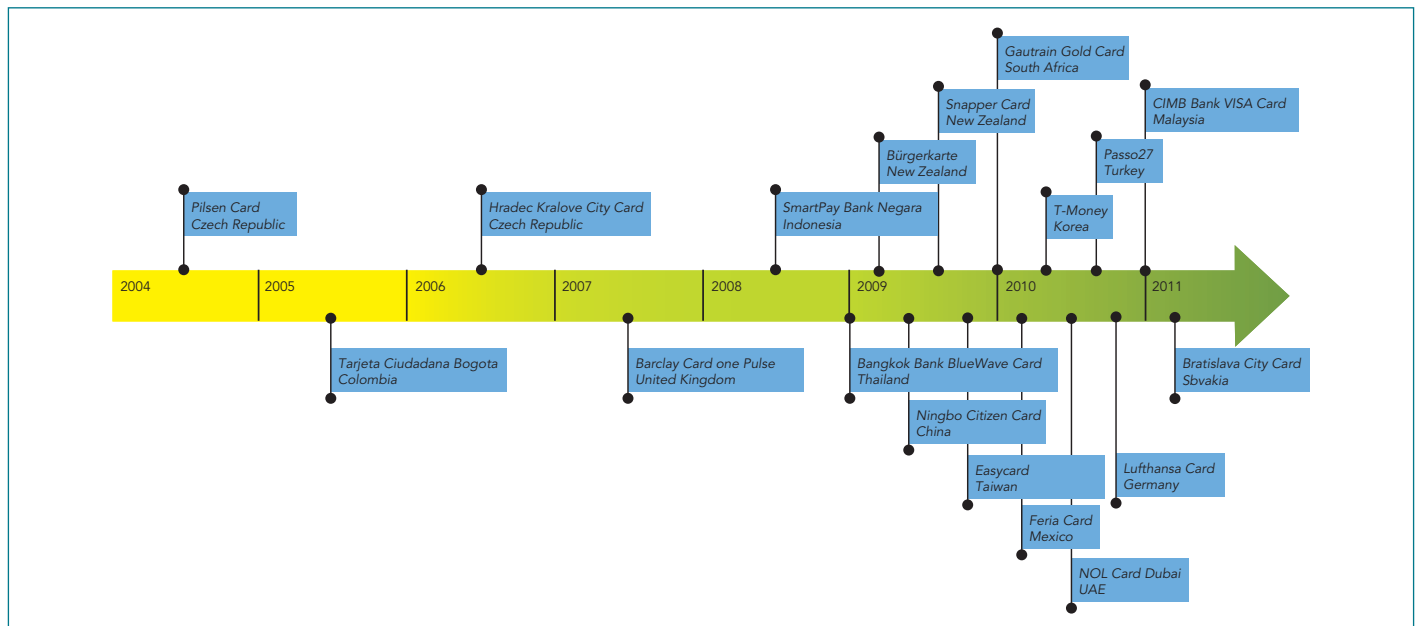 Gautrain Gold Card
South Africa
Snapper Card
New Zealand
CIMB Bank VISA Card
Malaysia
Bürgerkarte
New Zealand
Passo27
Turkey
Pilsen Card
Czech Republic
Hradec Kralove City Card
Czech Republic
SmartPay Bank Negara
Indonesia
T-Money
Korea
2004
2005
2006
2007
2008
2009
2010
2011
Tarjeta Ciudadana Bogota
Colombia
Barclay Card one Pulse
United Kingdom
Bangkok Bank BlueWave Card
Thailand
Bratislava City Card
Sbvakia
Ningbo Citizen Card
China
Easycard
Taiwan
Lufthansa Card
Germany
Feria Card
Mexico
NOL Card Dubai
UAE